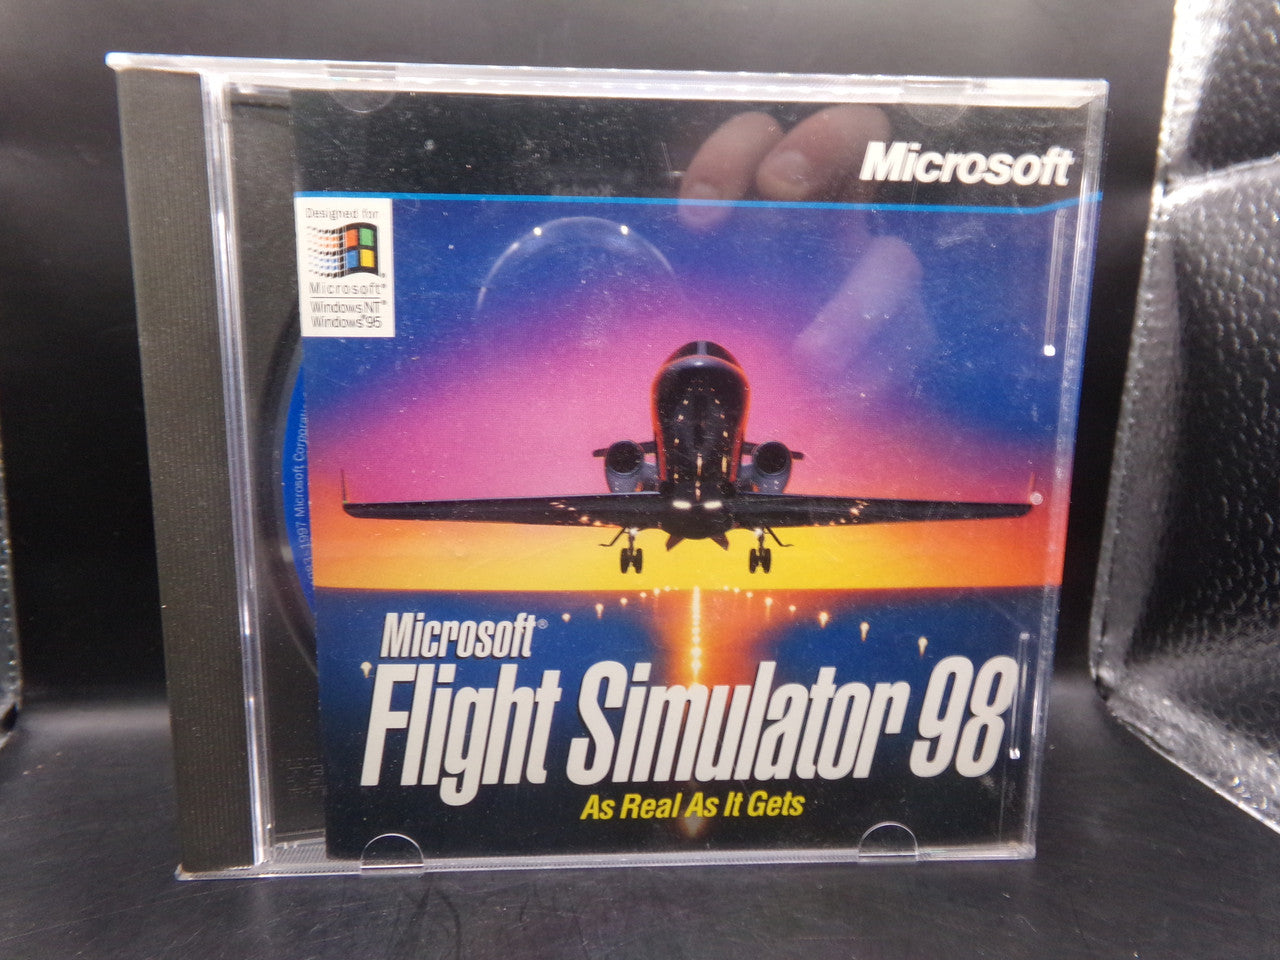 Microsoft
Designed for
Microsoft®
Windows NT®
Windows®95
1997 Microsoft Corporation
Microsoft®
Flight Simulator 98
As Real As It Gets